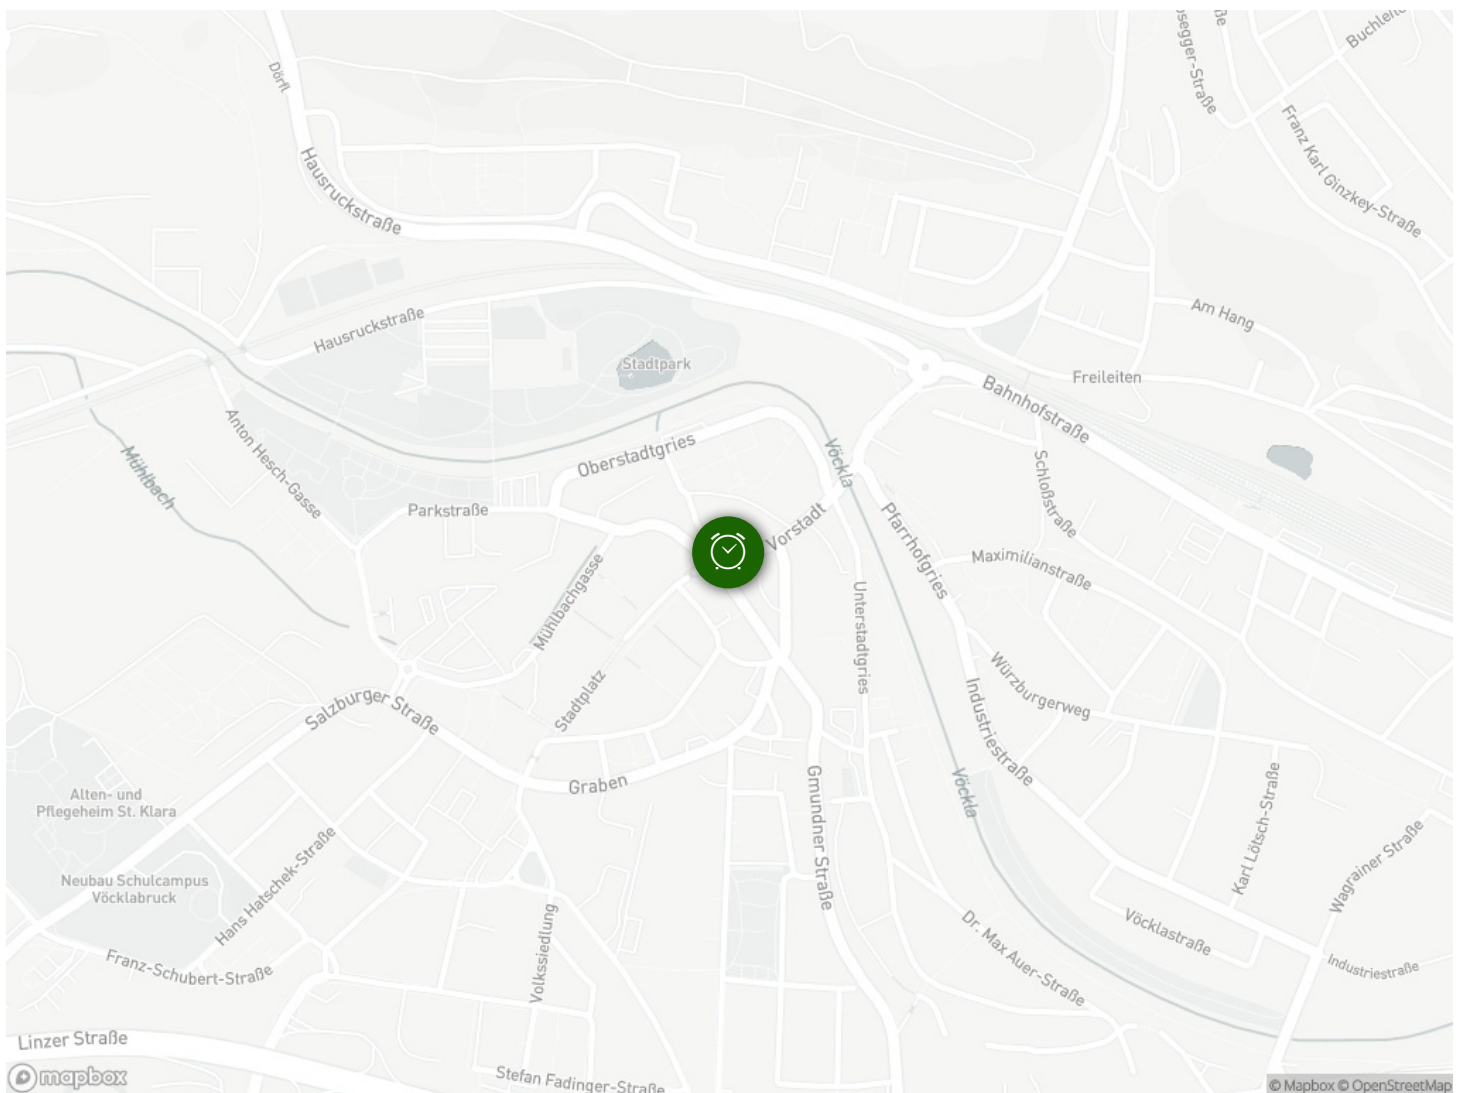 osegger-Straße
Buchleite
Dörfl
Franz Karl Ginzkey-Straße
Hausruckstraße
Am Hang
Hausruckstraße
Stadtpark
Freileiten
Bahnhofstraße
Anton Hesch-Gasse
Mühlbach
Oberstadtgries
Vöckla
Schloßstraße
Parkstraße
Vorstadt
Pfarrhofgries
Maximilianstraße
Mühlbachgasse
Unterstadtgries
Würzburgerweg
Stadtplatz
Salzburger Straße
Industriestraße
Graben
Gmundner Straße
Vöckla
Alten- und
Pflegeheim St. Klara
Karl Lötsch-Straße
Wagrainer Straße
Neubau Schulcampus
Vöcklabruck
Hans Hatschek-Straße
Vöcklastraße
Volkssiedlung
Dr. Max Auer-Straße
Franz-Schubert-Straße
Industriestraße
Linzer Straße
Stefan Fadinger-Straße
mapbox
© Mapbox © OpenStreetMap